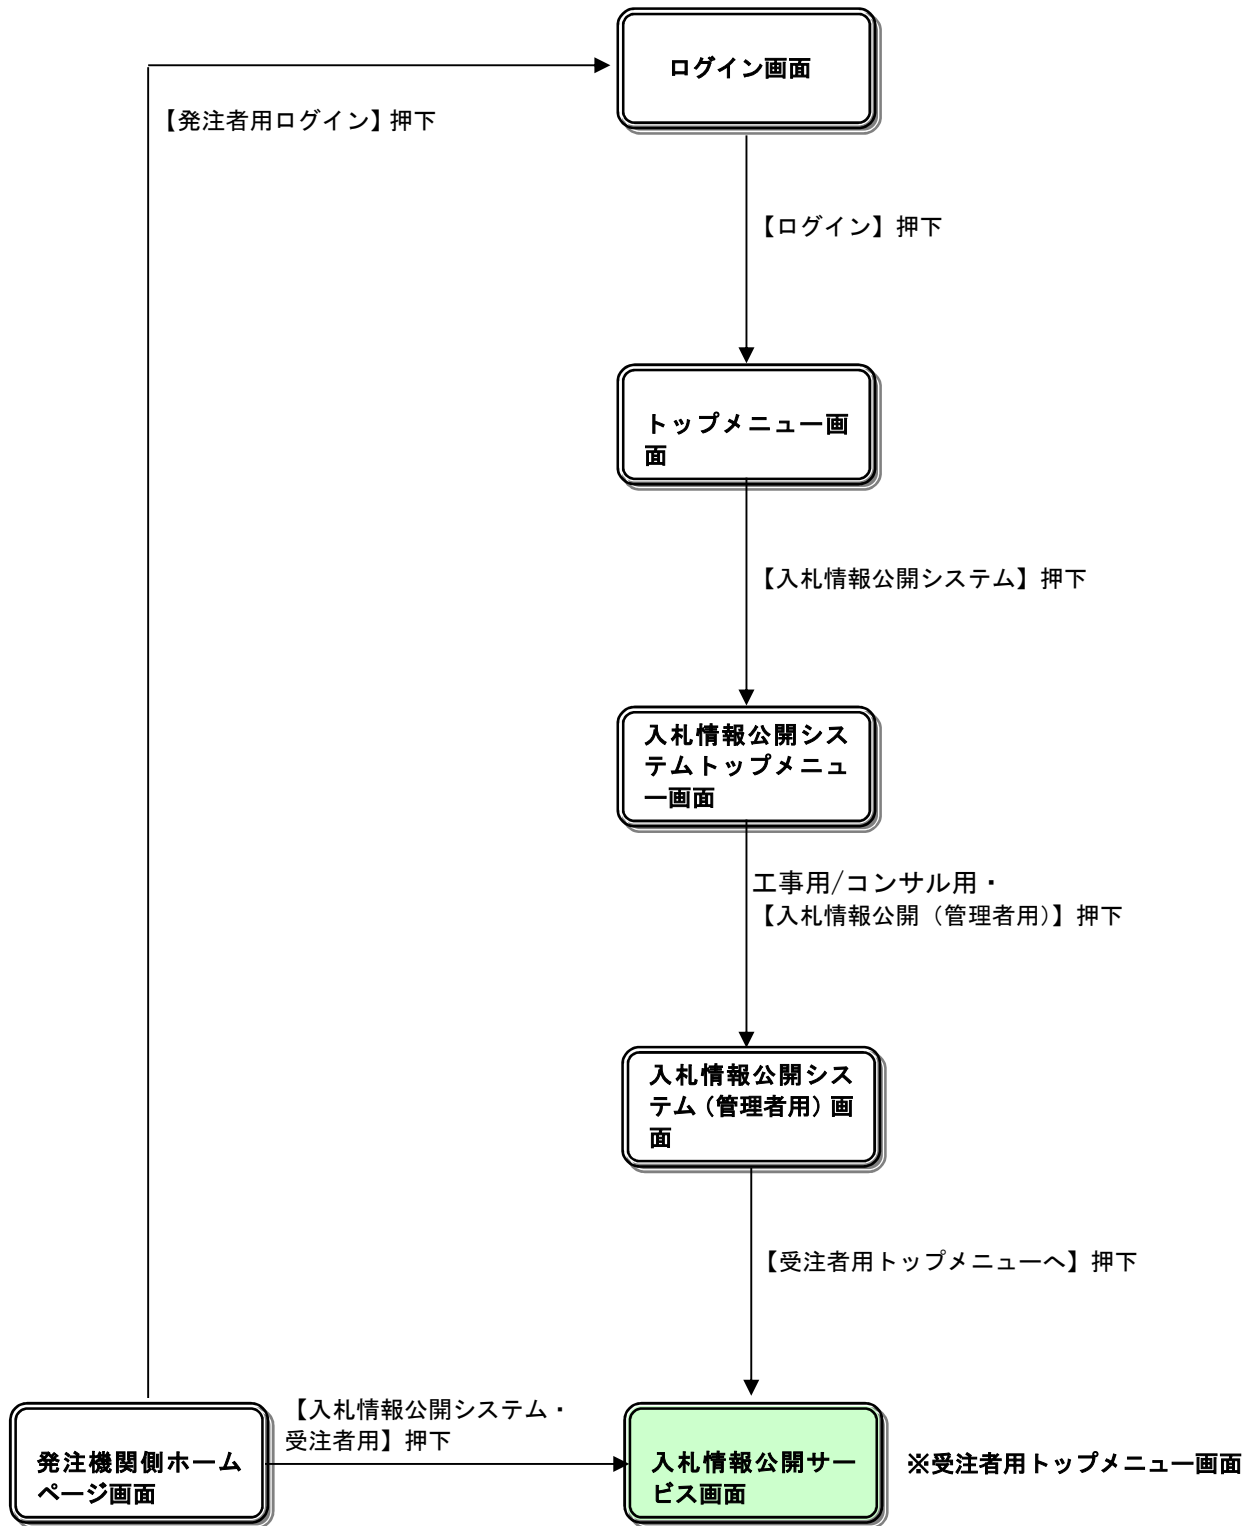 ログイン画面
【発注者用ログイン】押下
【ログイン】押下
トップメニュー画
面
【入札情報公開システム】押下
入札情報公開シス
テムトップメニュ
ー画面
工事用/コンサル用・
【入札情報公開（管理者用）】押下
入札情報公開シス
テム（管理者用）画
面
【受注者用トップメニューへ】押下
【入札情報公開システム・
受注者用】押下
発注機関側ホーム
ページ画面
入札情報公開サー
ビス画面
※受注者用トップメニュー画面